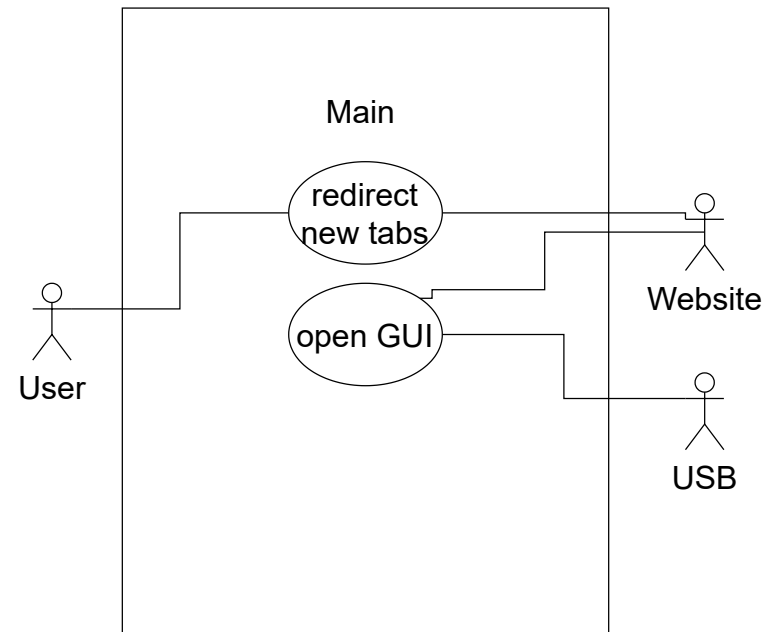 Main
redirect
new tabs
open GUI
User
Website
USB